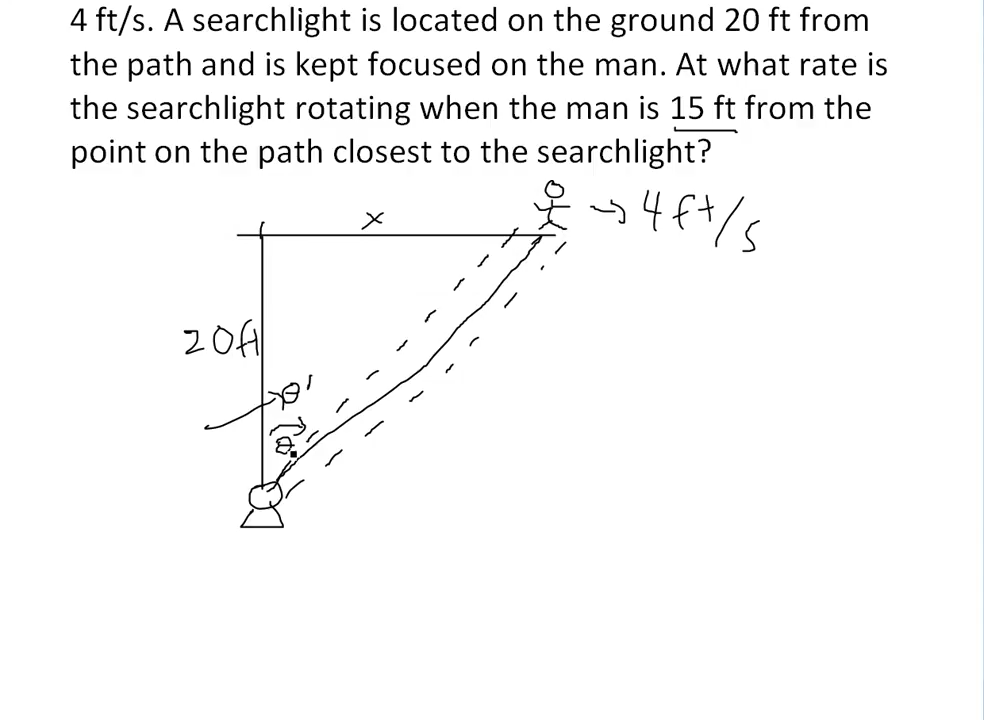 4 ft/s. A searchlight is located on the ground 20 ft from
the path and is kept focused on the man. At what rate is
the searchlight rotating when the man is 15 ft from the
point on the path closest to the searchlight?
x → 4 ft/s
20ft
θ'
θ